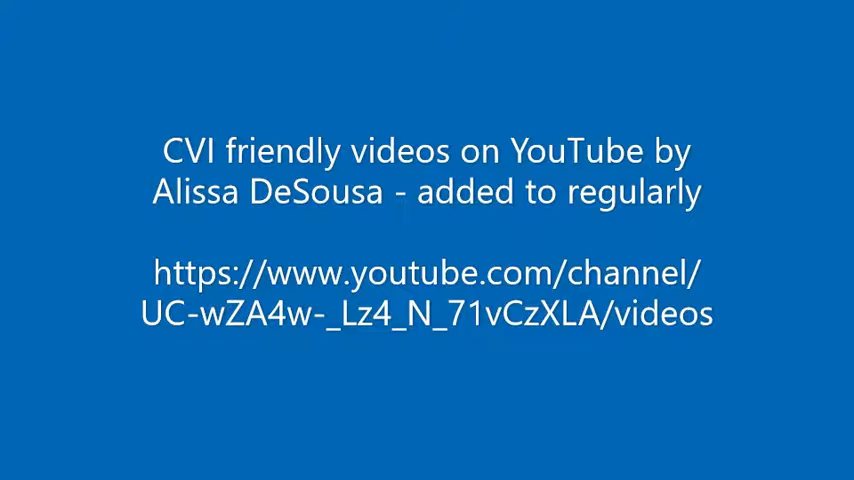 CVI friendly videos on YouTube by
Alissa DeSousa - added to regularly
https://www.youtube.com/channel/
UC-wZA4w-_Lz4_N_71vCzXLA/videos